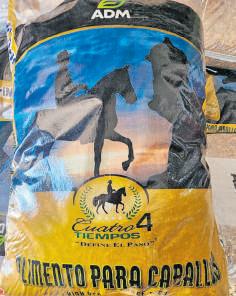 ADM
Cuatro 4
TIEMPOS
"DEFINE EL PASO"
ALIMENTO PARA CABALLOS